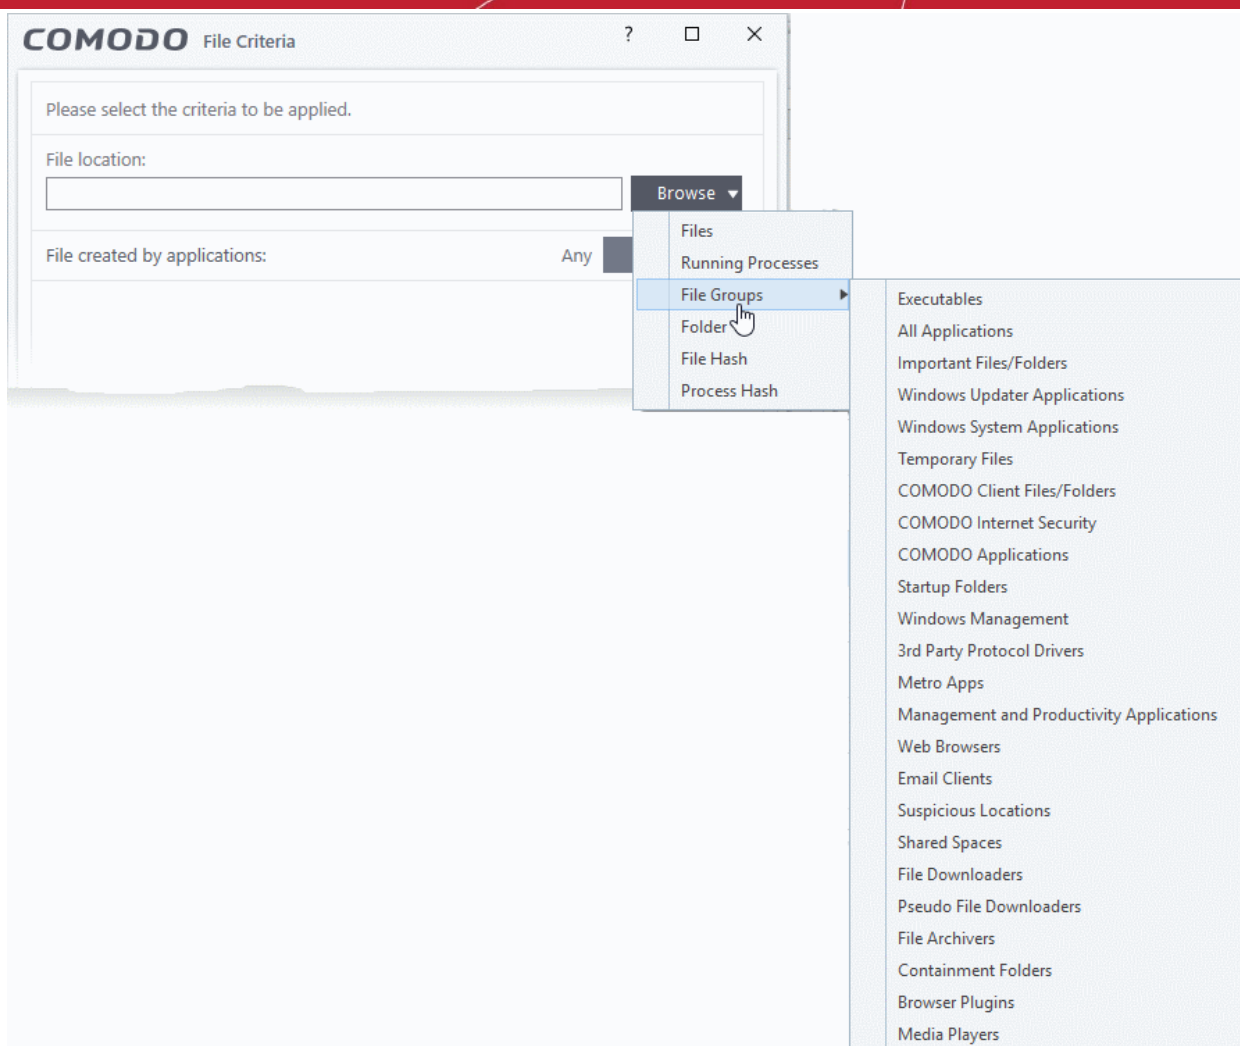 COMODO File Criteria ?
Please select the criteria to be applied.
File location:
Browse
File created by applications: Any
Files
Running Processes
File Groups
Folder
File Hash
Process Hash
Executables
All Applications
Important Files/Folders
Windows Updater Applications
Windows System Applications
Temporary Files
COMODO Client Files/Folders
COMODO Internet Security
COMODO Applications
Startup Folders
Windows Management
3rd Party Protocol Drivers
Metro Apps
Management and Productivity Applications
Web Browsers
Email Clients
Suspicious Locations
Shared Spaces
File Downloaders
Pseudo File Downloaders
File Archivers
Containment Folders
Browser Plugins
Media Players